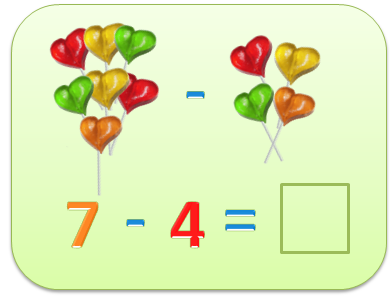 -
7 - 4 =